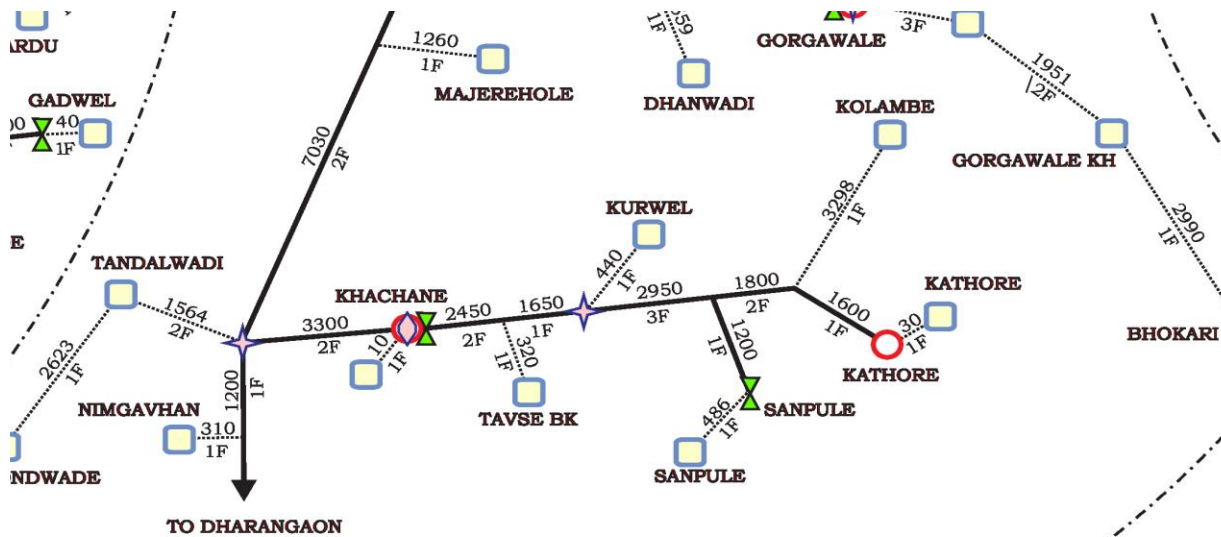 1260
1F
659
1F
3F
GORGAWALE
ARDU
MAJEREHOLE
DHANWADI
1951
2F
GADWEL
KOLAMBE
00
40
1F
7030
2F
GORGAWALE KH
3298
1F
2990
1F
KURWEL
E
TANDALWADI
440
1F
1564
2F
KHACHANE
2450
2F
1650
1F
2950
3F
1800
2F
KATHORE
3300
2F
1600
1F
30
1F
BHOKARI
2623
1F
10
1F
320
1F
1200
1F
KATHORE
1200
1F
NIMGAVHAN
310
1F
TAVSE BK
SANPULE
486
1F
NDWADE
SANPULE
TO DHARANGAON